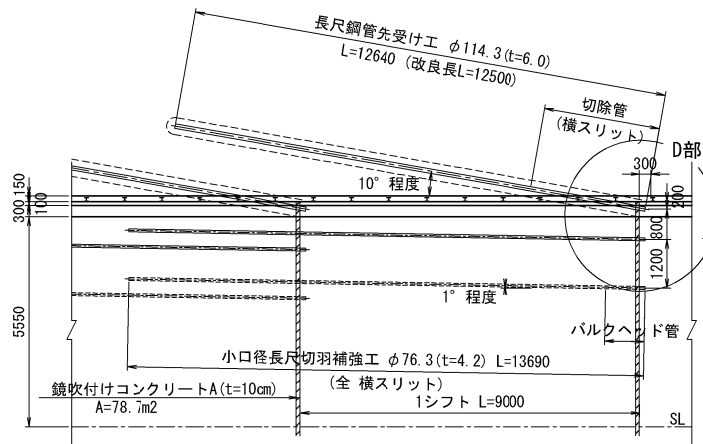 長尺鋼管先受け工 φ114.3(t=6.0)
L=12640 (改良長L=12500)
切除管
(横スリット)
D部
300
10° 程度
150
100
300
200
800
1200
5550
1° 程度
バルクヘッド管
小口径長尺切羽補強工 φ76.3(t=4.2) L=13690
(全 横スリット)
鏡吹付けコンクリートA(t=10cm)
A=78.7m2
1シフト L=9000
SL